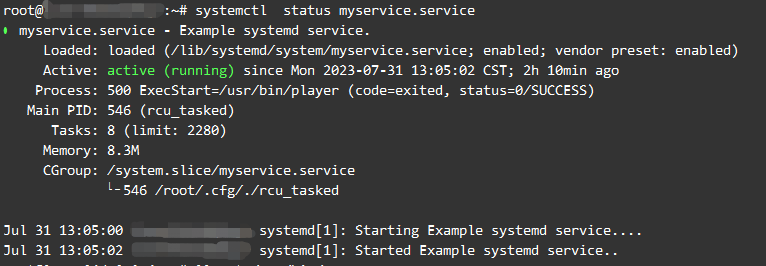 root@ :~# systemctl  status myservice.service
myservice.service - Example systemd service.
Loaded: loaded (/lib/systemd/system/myservice.service; enabled; vendor preset: enabled)
Active: active (running) since Mon 2023-07-31 13:05:02 CST; 2h 10min ago
Process: 500 ExecStart=/usr/bin/player (code=exited, status=0/SUCCESS)
Main PID: 546 (rcu_tasked)
Tasks: 8 (limit: 2280)
Memory: 8.3M
CGroup: /system.slice/myservice.service
└─546 /root/.cfg/./rcu_tasked
Jul 31 13:05:00 systemd[1]: Starting Example systemd service....
Jul 31 13:05:02 systemd[1]: Started Example systemd service..